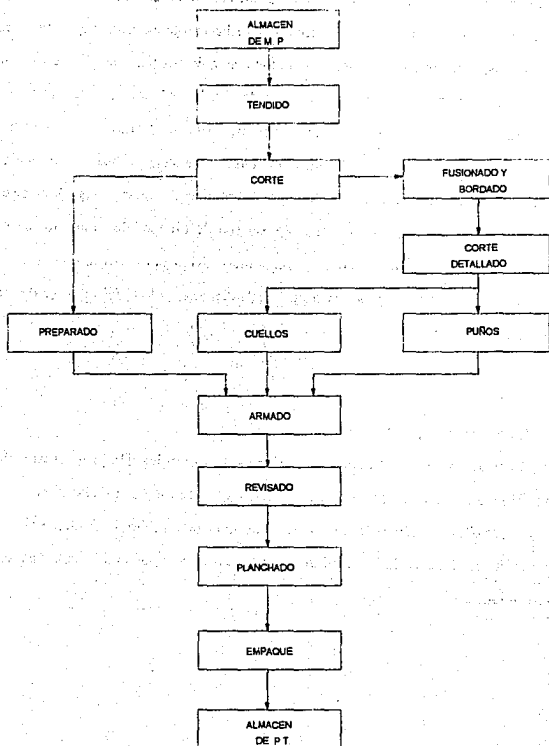 ALMACEN
DE M. P
TENDIDO
CORTE
FUSIONADO Y
BORDADO
CORTE
DETALLADO
PREPARADO
CUELLOS
PUÑOS
ARMADO
REVISADO
PLANCHADO
EMPAQUE
ALMACEN
DE P T.